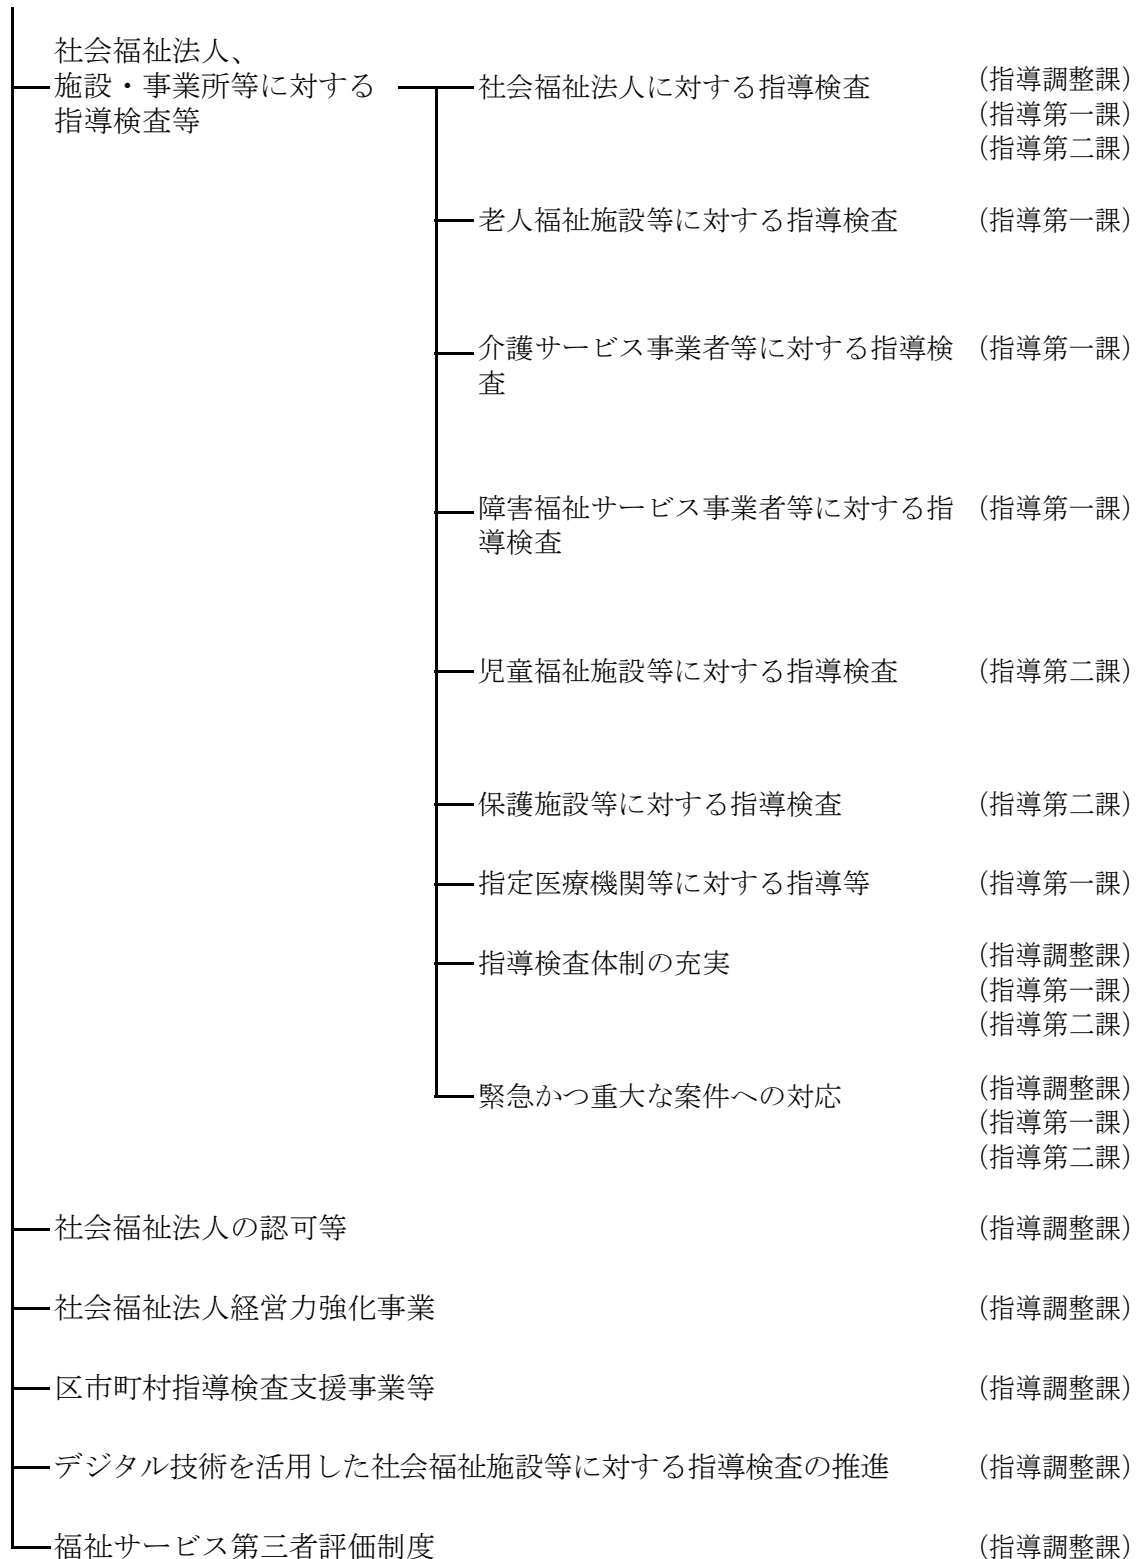 社会福祉法人、
施設・事業所等に対する
指導検査等
社会福祉法人に対する指導検査
（指導調整課）
（指導第一課）
（指導第二課）
老人福祉施設等に対する指導検査
（指導第一課）
介護サービス事業者等に対する指導検
査
（指導第一課）
障害福祉サービス事業者等に対する指
導検査
（指導第一課）
児童福祉施設等に対する指導検査
（指導第二課）
保護施設等に対する指導検査
（指導第二課）
指定医療機関等に対する指導等
（指導第一課）
指導検査体制の充実
（指導調整課）
（指導第一課）
（指導第二課）
緊急かつ重大な案件への対応
（指導調整課）
（指導第一課）
（指導第二課）
社会福祉法人の認可等
（指導調整課）
社会福祉法人経営力強化事業
（指導調整課）
区市町村指導検査支援事業等
（指導調整課）
デジタル技術を活用した社会福祉施設等に対する指導検査の推進
（指導調整課）
福祉サービス第三者評価制度
（指導調整課）